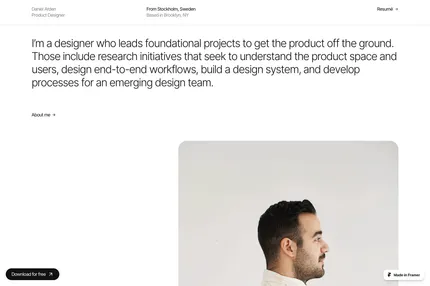 Daniel Atslen
Product Designer
From Stockholm, Sweden
Based in Brooklyn, NY
Resumé →
I'm a designer who leads foundational projects to get the product off the ground.
Those include research initiatives that seek to understand the product space and
users, design end-to-end workflows, build a design system, and develop
processes for an emerging design team.
About me →
Download for free ↗
Made in Framer